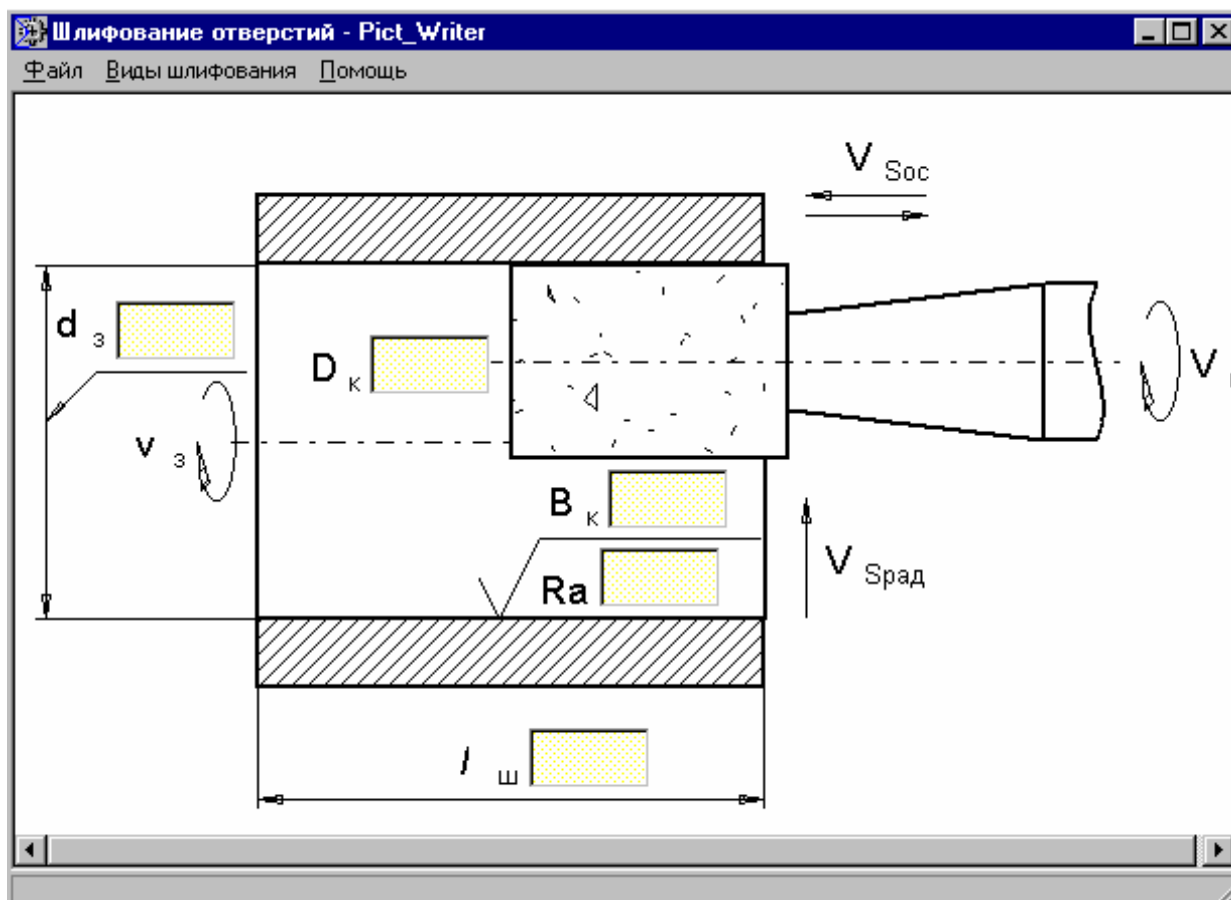 Шлифование отверстий - Pict_Writer
Файл Виды шлифования Помощь
V Sос
d з
D к
V
v з
B к
Ra
V Sрад
l ш